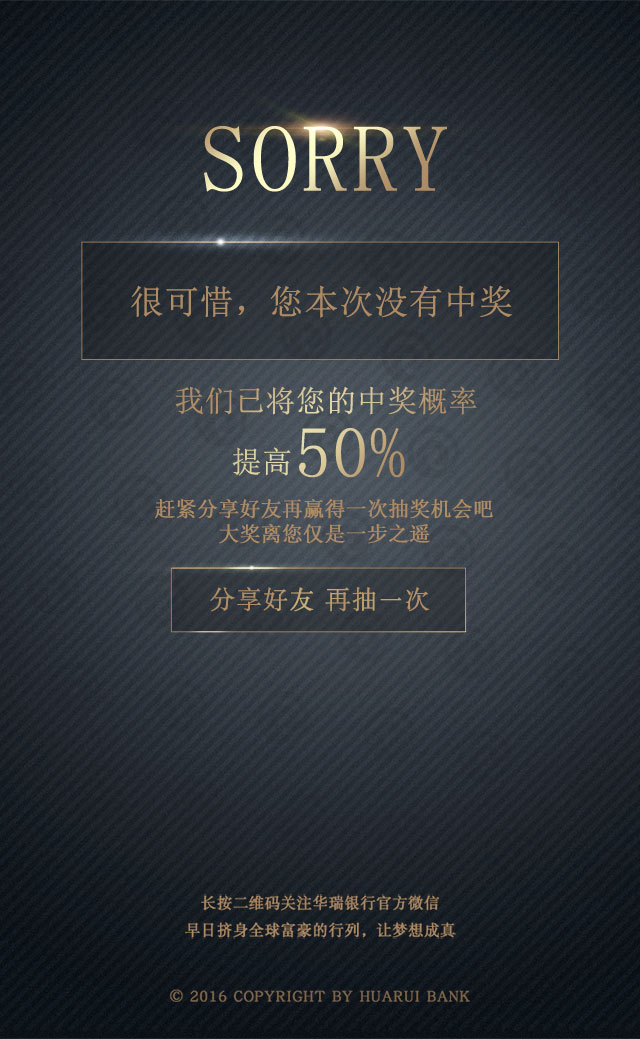 SORRY
很可惜，您本次没有中奖
我们已将您的中奖概率
提高50%
赶紧分享好友再赢得一次抽奖机会吧
大奖离您仅是一步之遥
分享好友 再抽一次
长按二维码关注华瑞银行官方微信
早日挤身全球富豪的行列，让梦想成真
© 2016 COPYRIGHT BY HUARUI BANK